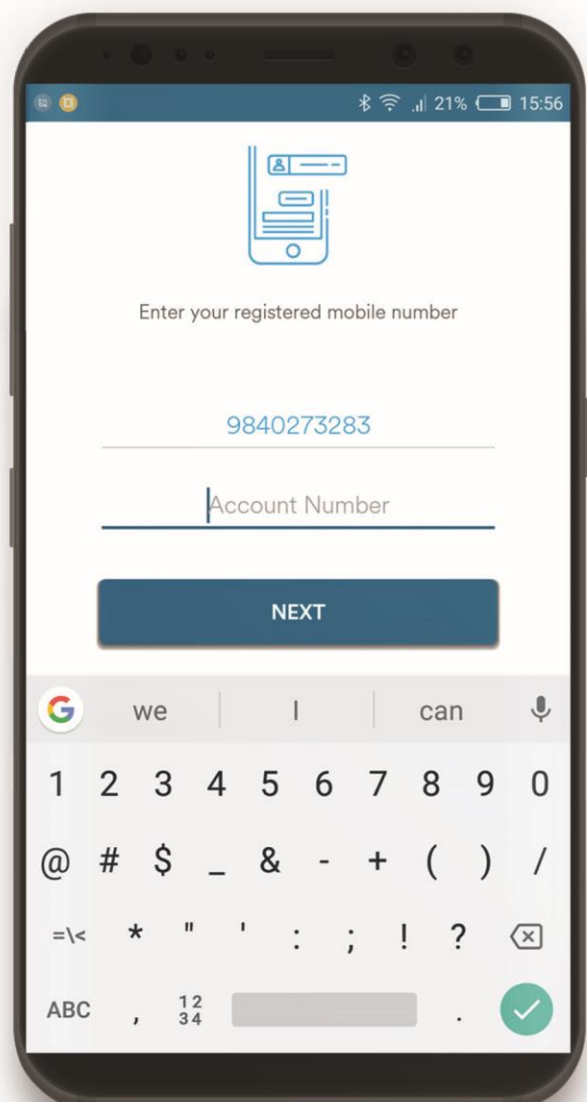 21% 15:56
Enter your registered mobile number
9840273283
Account Number
NEXT
G we I can
1 2 3 4 5 6 7 8 9 0
@ # $ _ & - + ( ) /
=\< * " ' : ; ! ? 
ABC , 12 34 .